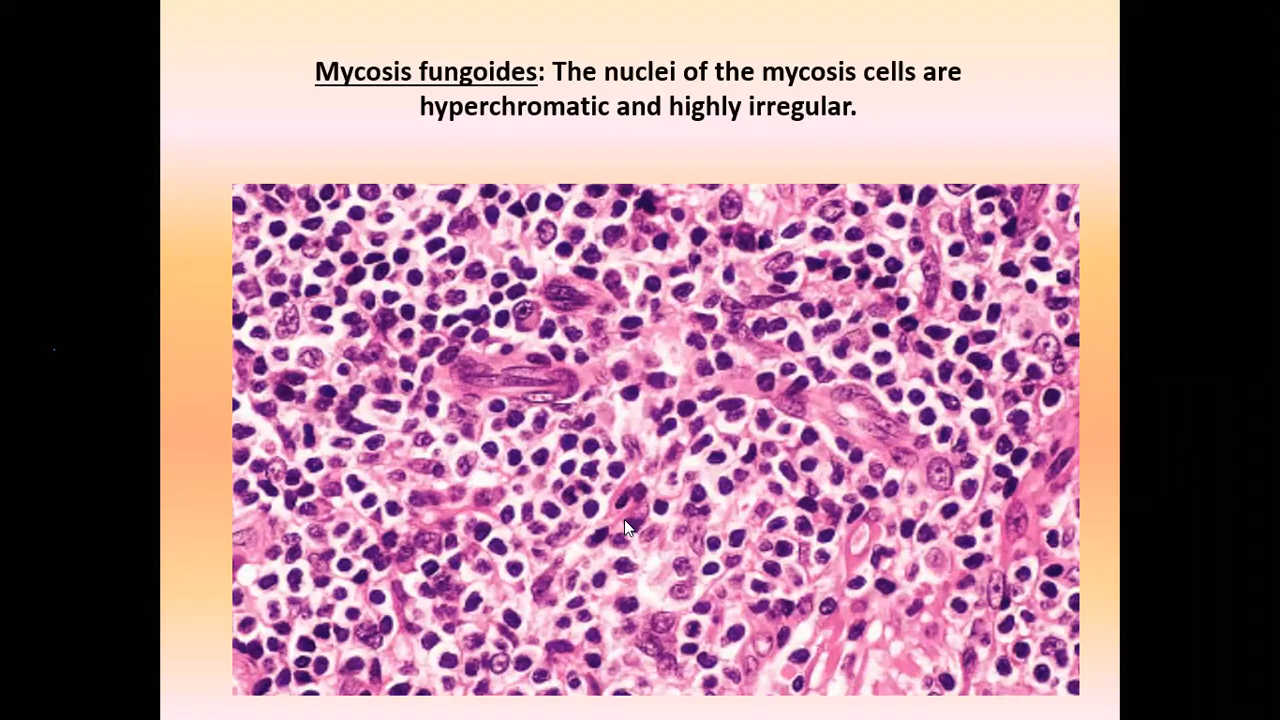 Mycosis fungoides: The nuclei of the mycosis cells are
hyperchromatic and highly irregular.